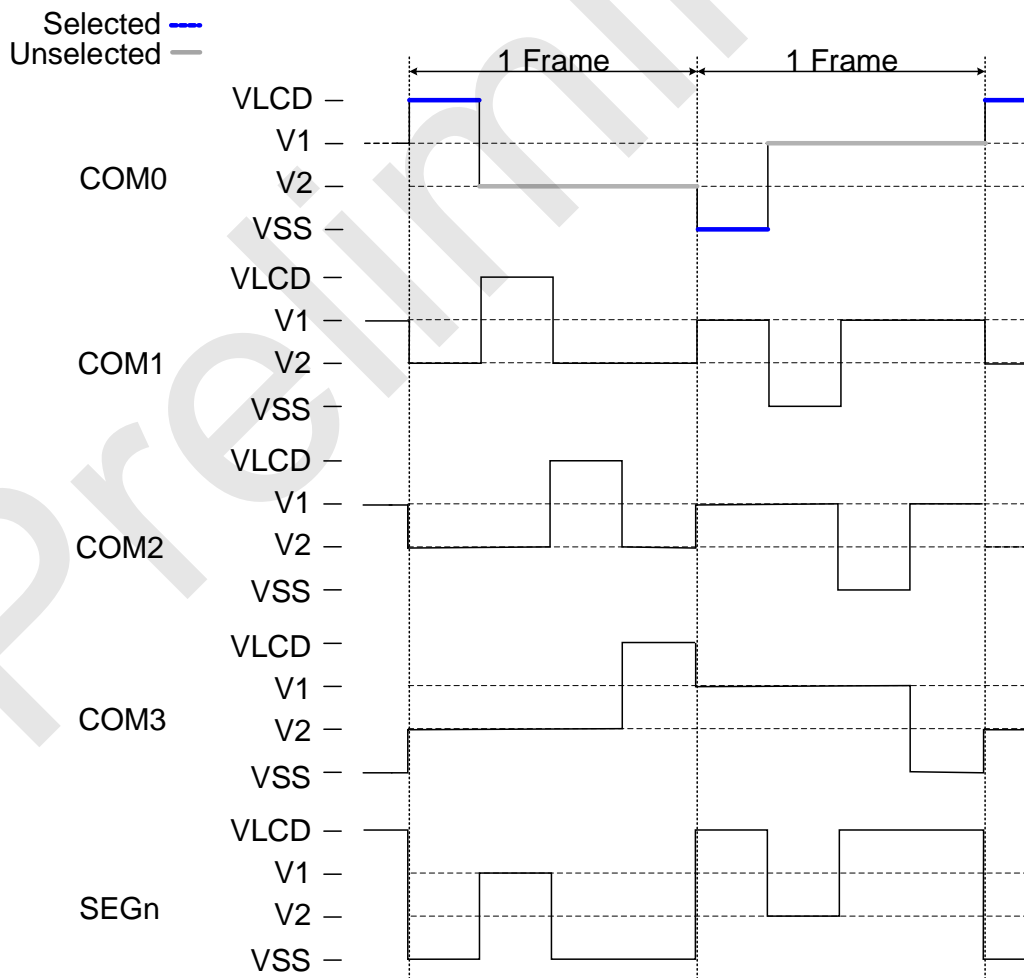 Selected
Unselected
1 Frame 1 Frame
VLCD
V1
COM0
V2
VSS
VLCD
V1
COM1
V2
VSS
VLCD
V1
COM2
V2
VSS
VLCD
V1
COM3
V2
VSS
VLCD
V1
SEGn
V2
VSS
Prelimi